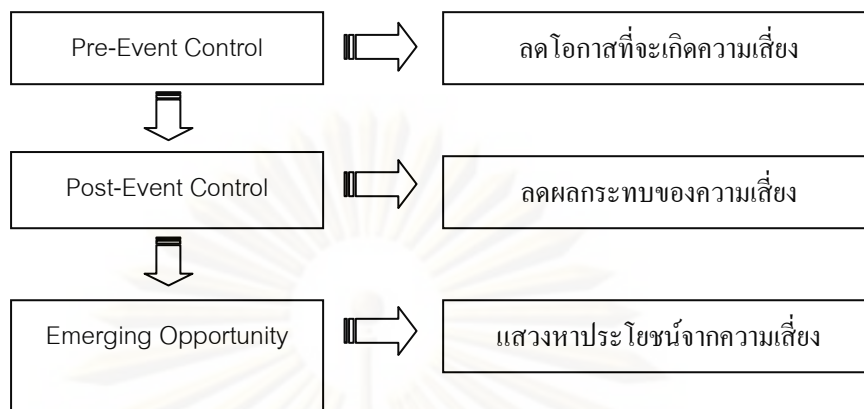 Pre-Event Control
ลดโอกาสที่จะเกิดความเสี่ยง
Post-Event Control
ลดผลกระทบของความเสี่ยง
Emerging Opportunity
แสวงหาประโยชน์จากความเสี่ยง